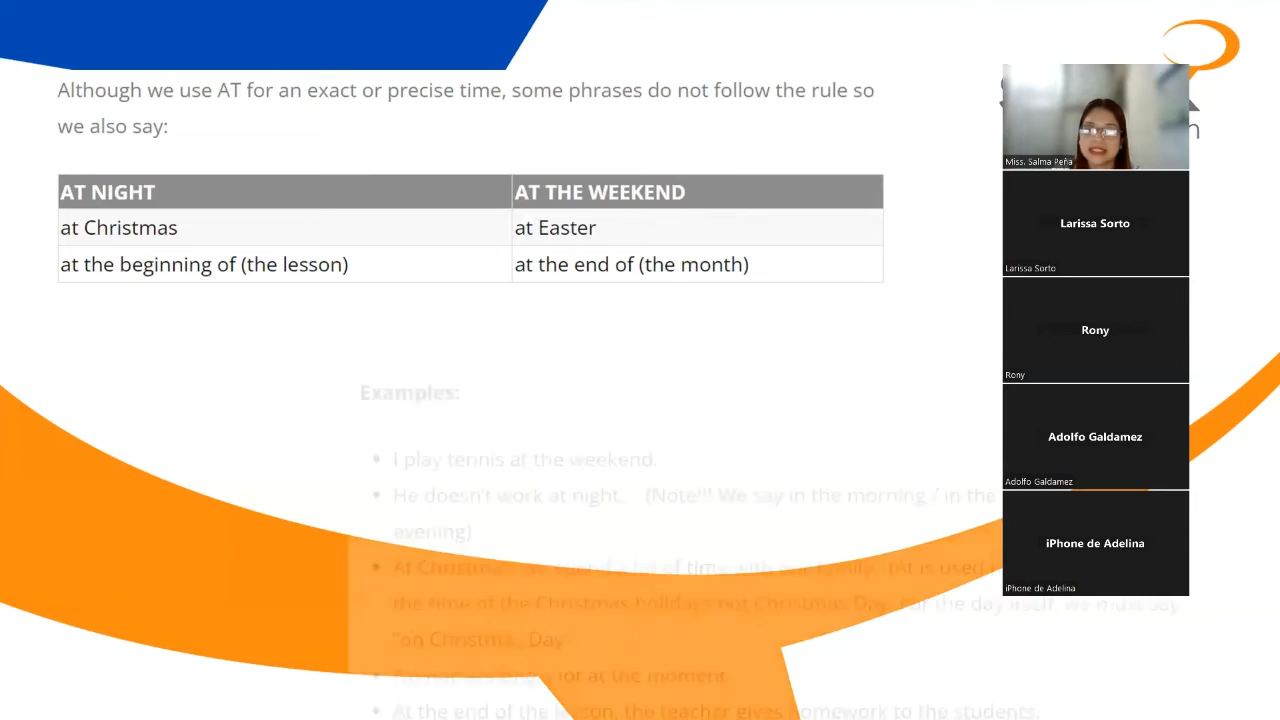 Although we use AT for an exact or precise time, some phrases do not follow the rule so
we also say:
AT NIGHT AT THE WEEKEND
at Christmas at Easter
at the beginning of (the lesson) at the end of (the month)
Examples:
• I play tennis at the weekend.
• He doesn't work at night. (Note!!! We say in the morning / in the
evening)
• At Christmas a lot of time with our family. (At is used
the time of the Christmas holidays not Christmas Day. For the day itself, we must say
"on Christmas Day
lot at the moment
• At the end of the lesson, the teacher gives homework to the students.
Miss. Salma Peña
Larissa Sorto
Larissa Sorto
Rony
Rony
Adolfo Galdamez
Adolfo Galdamez
iPhone de Adelina
iPhone de Adelina